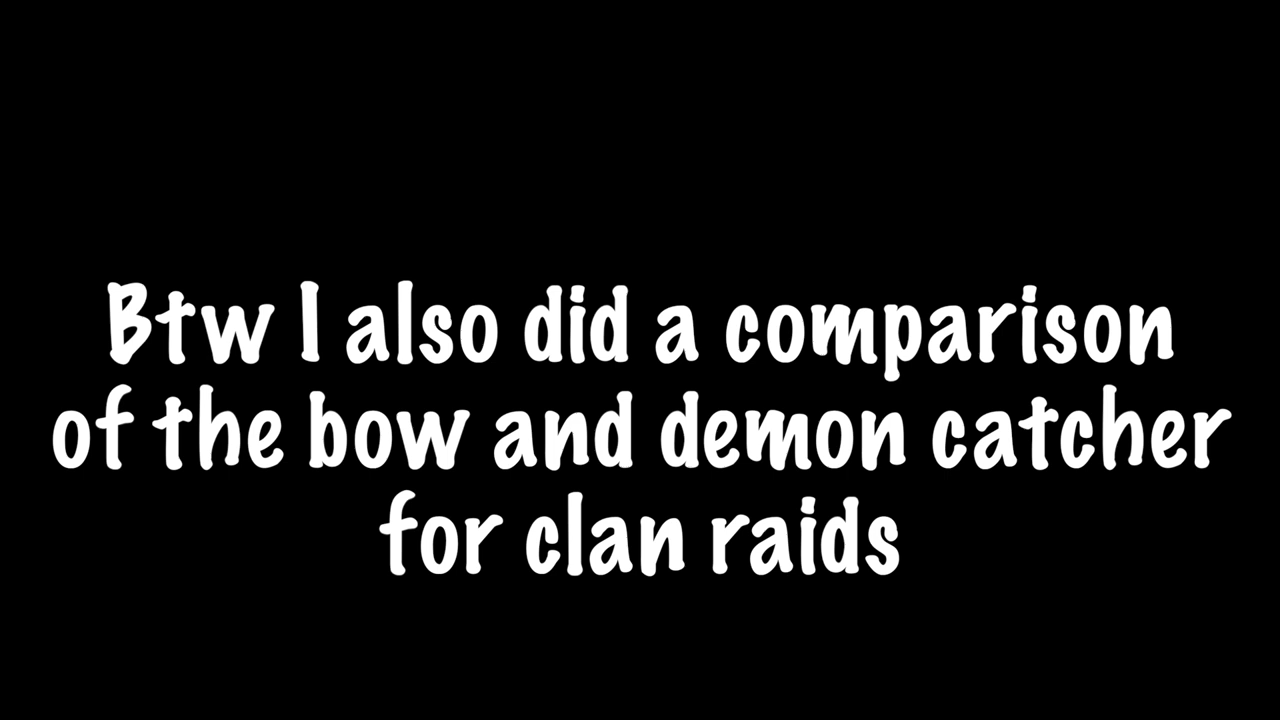 Btw I also did a comparison
of the bow and demon catcher
for clan raids